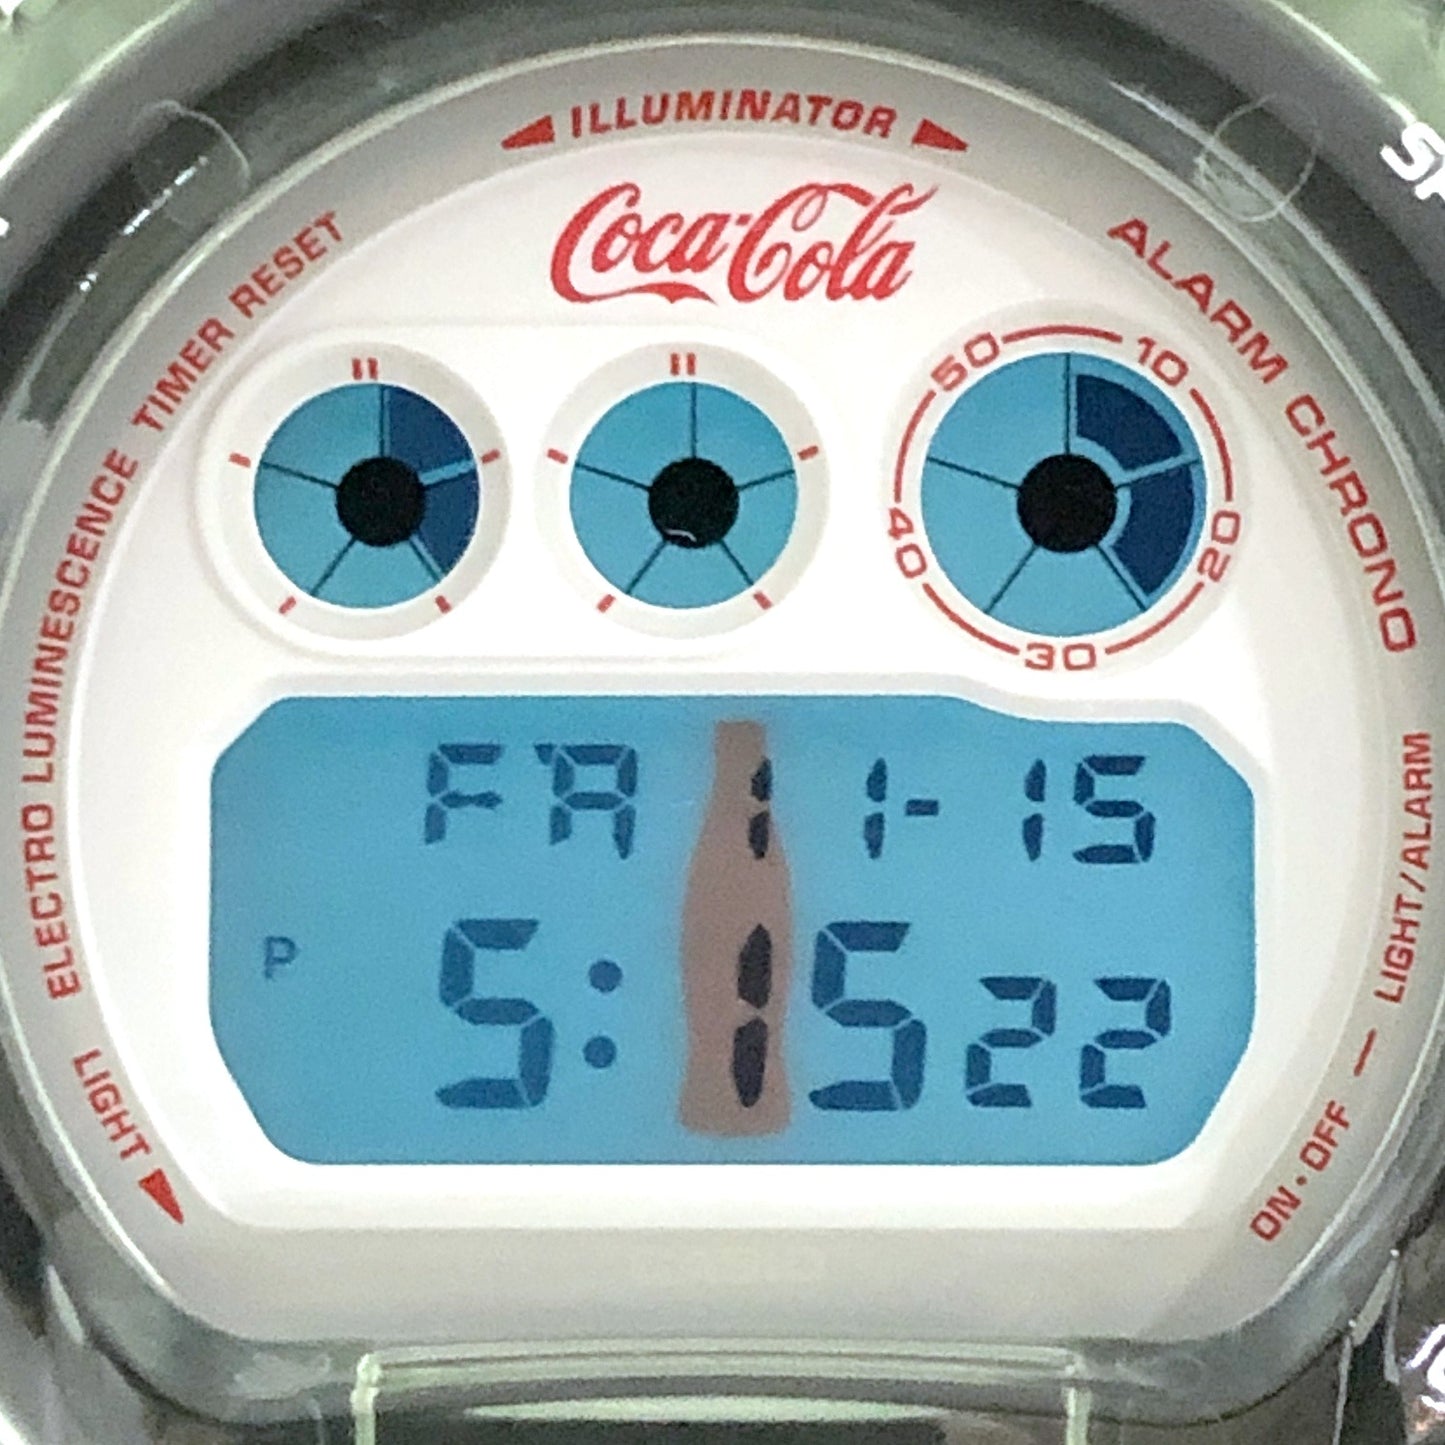 ILLUMINATOR
Coca-Cola
ELECTRO LUMINESCENCE TIMER RESET
ALARM CHRONO
50 10
40 20
30
FR 11-15
P 5:15 22
LIGHT
LIGHT/ALARM
ON·OFF